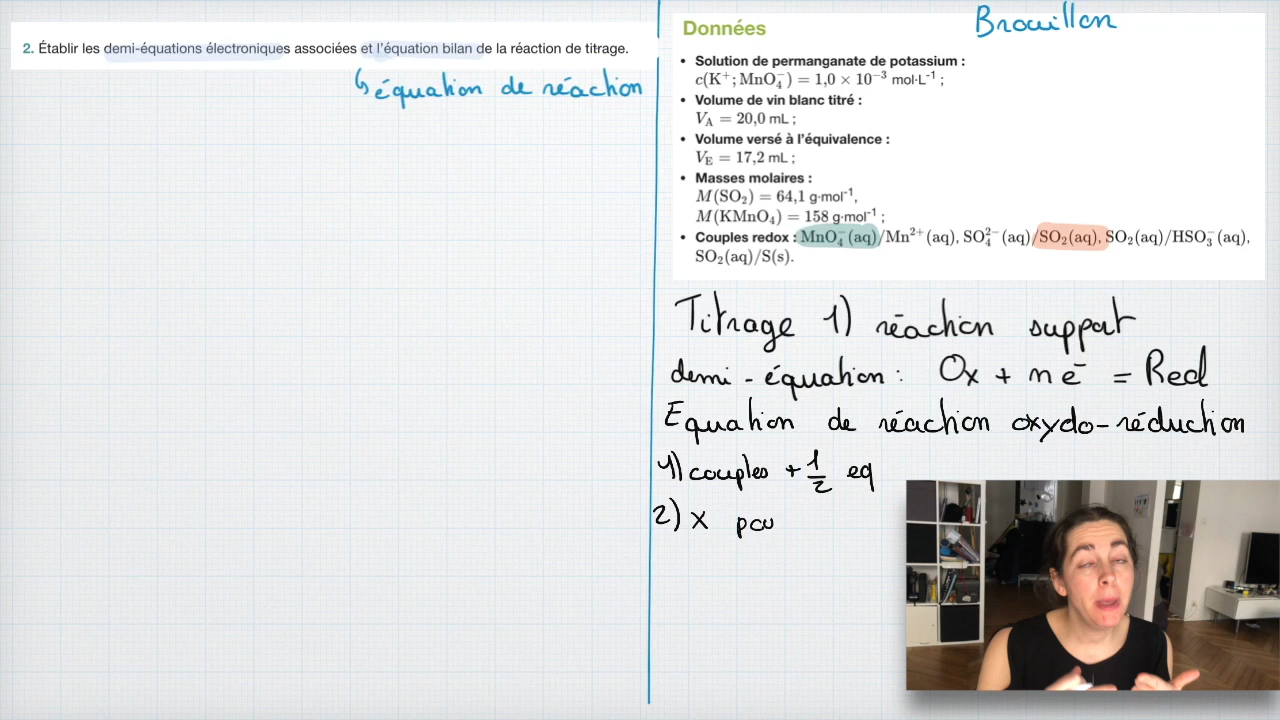 2. Établir les demi-équations électroniques associées et l'équation bilan de la réaction de titrage.
↳ équation de réaction
Brouillon
Données
• Solution de permanganate de potassium :
c(K⁺; MnO₄⁻) = 1,0 × 10⁻³ mol·L⁻¹ ;
• Volume de vin blanc titré :
V_A = 20,0 mL ;
• Volume versé à l'équivalence :
V_E = 17,2 mL ;
• Masses molaires :
M(SO₂) = 64,1 g·mol⁻¹,
M(KMnO₄) = 158 g·mol⁻¹ ;
• Couples redox : MnO₄⁻(aq)/Mn²⁺(aq), SO₄²⁻(aq)/SO₂(aq), SO₂(aq)/HSO₃⁻(aq),
SO₂(aq)/S(s).
Titrage 1) réaction support
demi-équation : Ox + n e⁻ = Red
Equation de réaction oxydo-réduction
1) couples + 1/2 eq
2) x pou